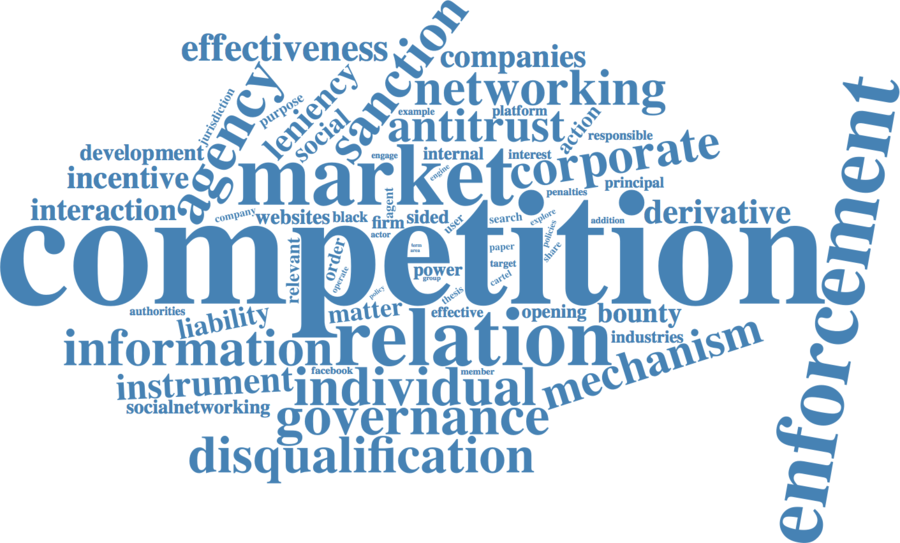 effectiveness
sanction
companies
networking
agency
jurisdiction
purpose
leniency
social
example
platform
antitrust
action
responsible
development
incentive
market
engage
internal
engine
interest
corporate
penalties
principal
interaction
company
websites
black
agent
firm
actor
sided
user
search
explore
addition
derivative
competition
enforcement
relevant
order
operate
term
area
power
group
paper
target
cartel
policies
share
policy
thesis
authorities
liability
matter
effective
opening
bounty
information
relation
industries
mechanism
instrument
facebook
individual
member
socialnetworking
governance
disqualification